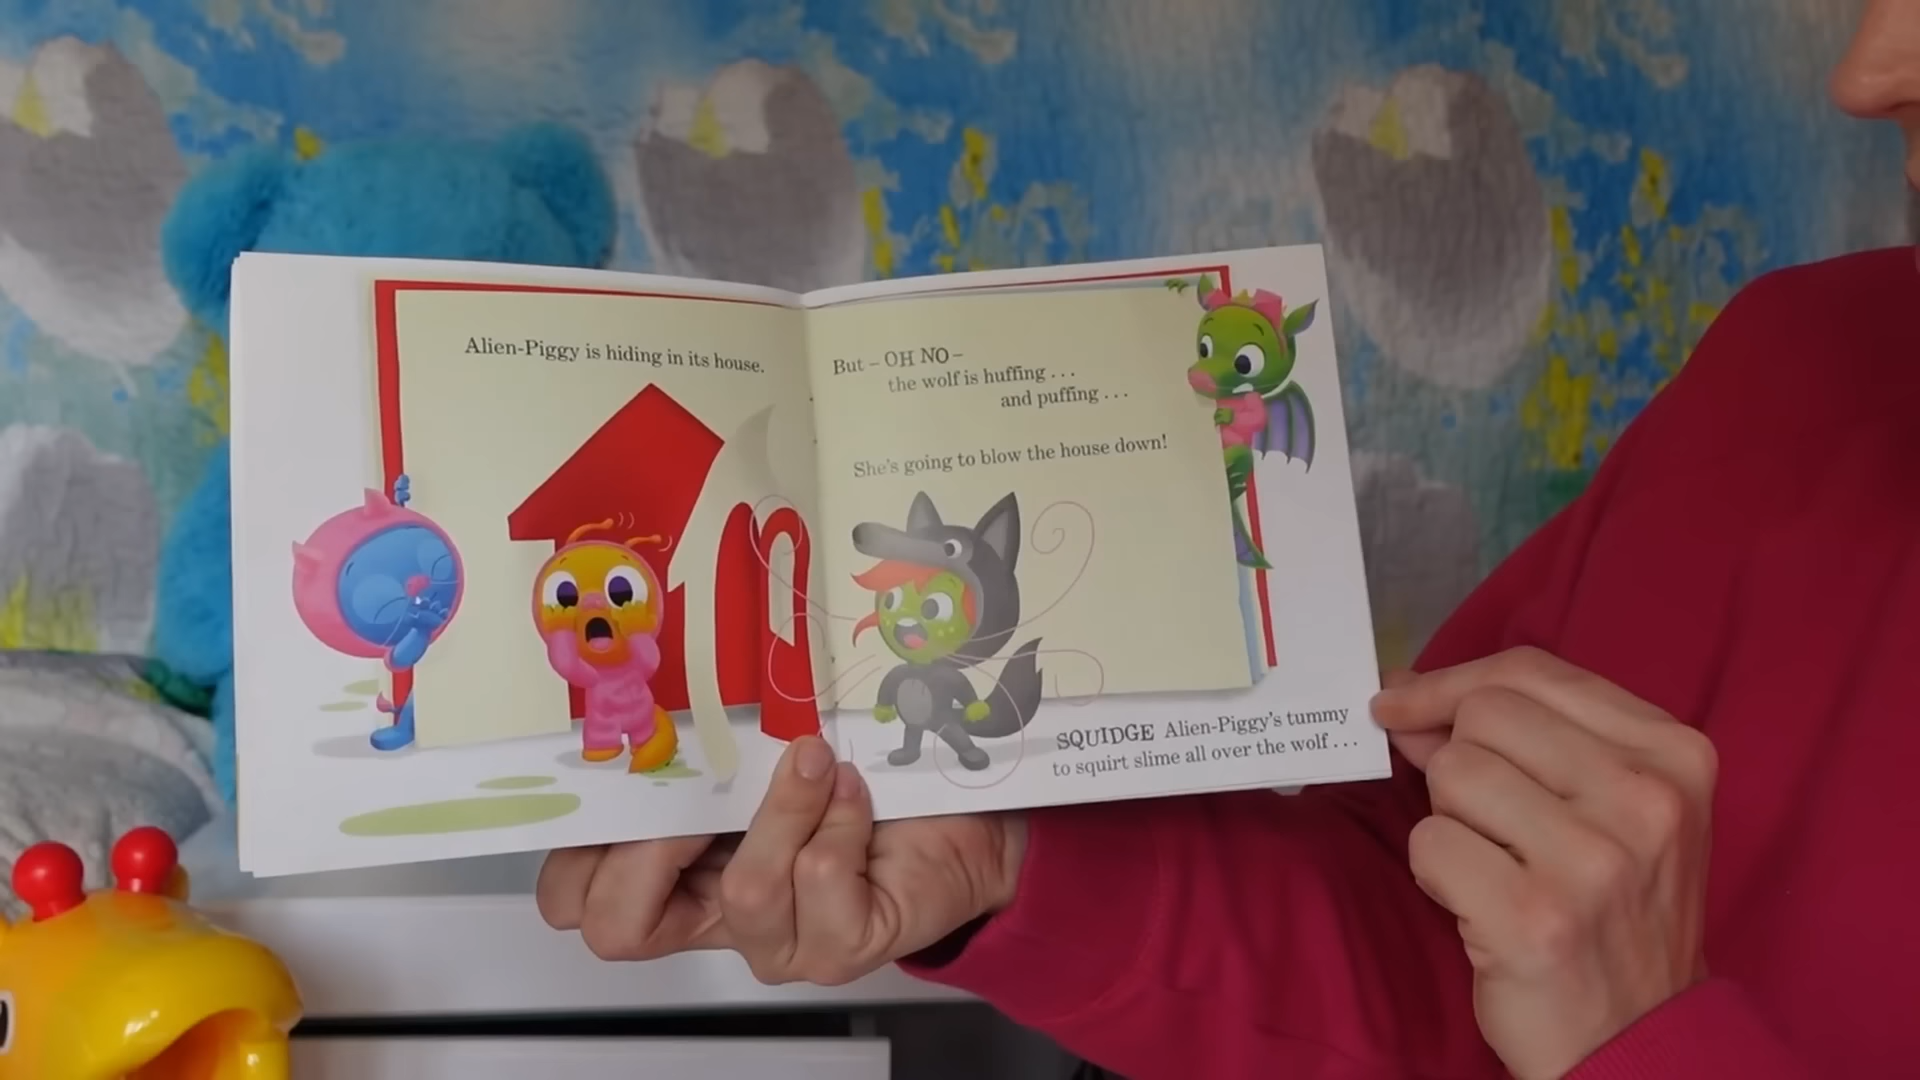 Alien-Piggy is hiding in its house.
But – OH NO –
the wolf is huffing . . .
and puffing . . .
She's going to blow the house down!
SQUIDGE Alien-Piggy's tummy
to squirt slime all over the wolf . . .